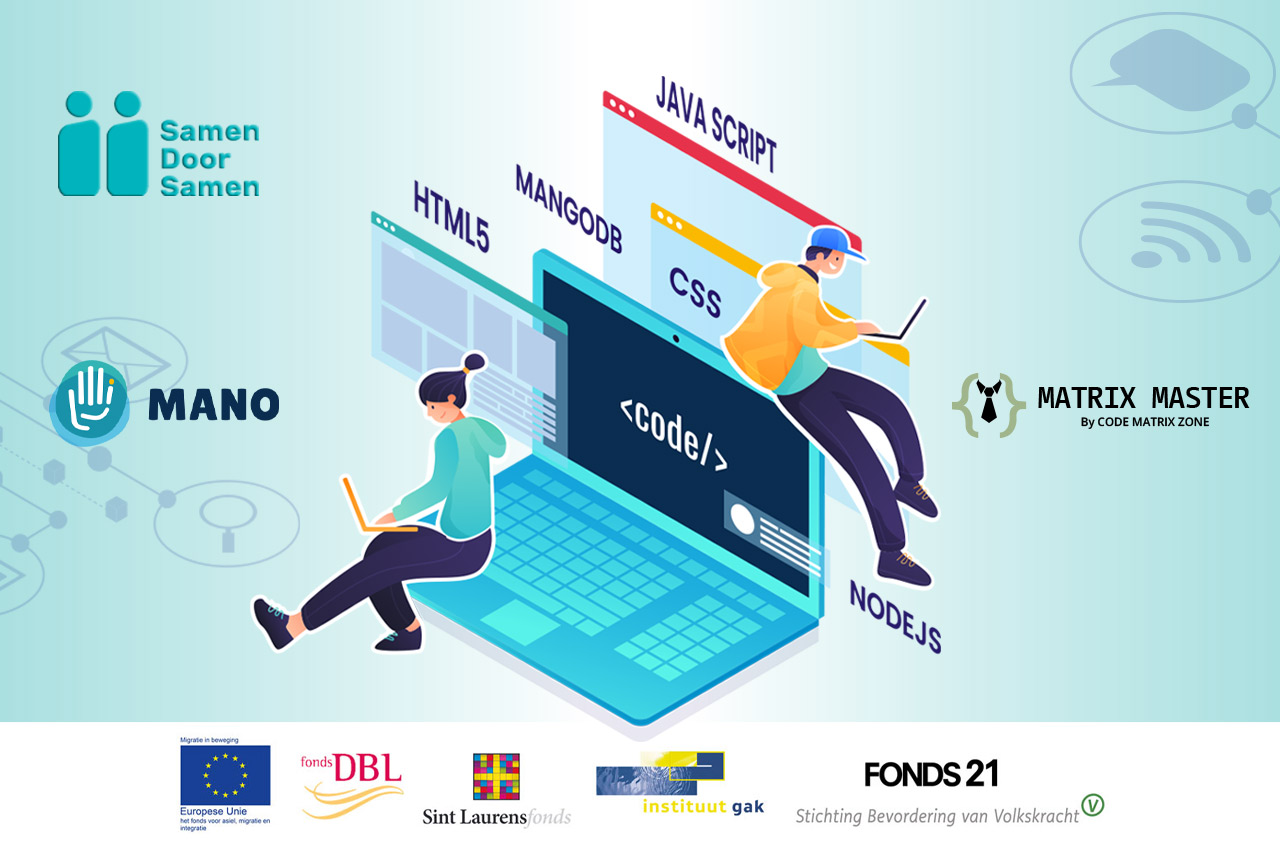 Samen
Door
Samen
JAVA SCRIPT
MANGODB
HTML5
CSS
<code/>
MANO
MATRIX MASTER
By CODE MATRIX ZONE
NODEJS
Migratie in beweging
Europese Unie
het fonds voor asiel, migratie en
integratie
fondsDBL
Sint Laurensfonds
instituut gak
FONDS 21
Stichting Bevordering van Volkskracht
V